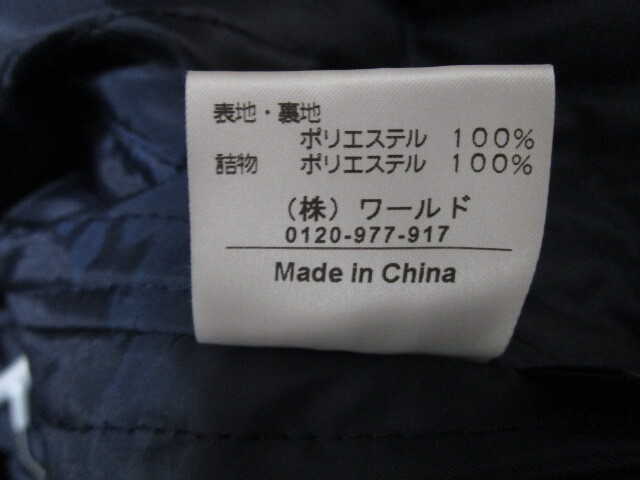 表地・裏地
ポリエステル 100%
詰物 ポリエステル 100%
(株) ワールド
0120-977-917
Made in China